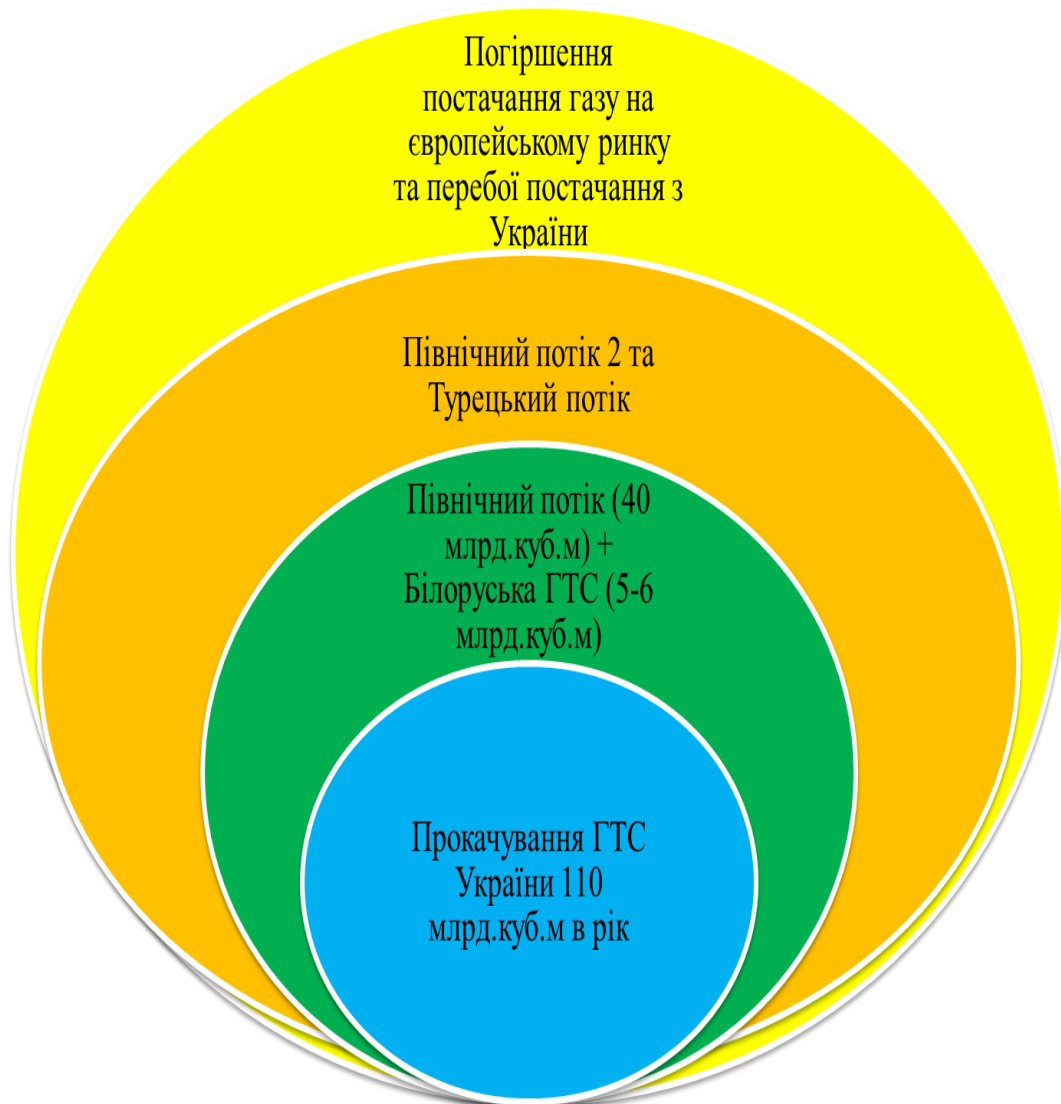 Погіршення
постачання газу на
європейському ринку
та перебої постачання з
України
Північний потік 2 та
Турецький потік
Північний потік (40
млрд.куб.м) +
Білоруська ГТС (5-6
млрд.куб.м)
Прокачування ГТС
України 110
млрд.куб.м в рік